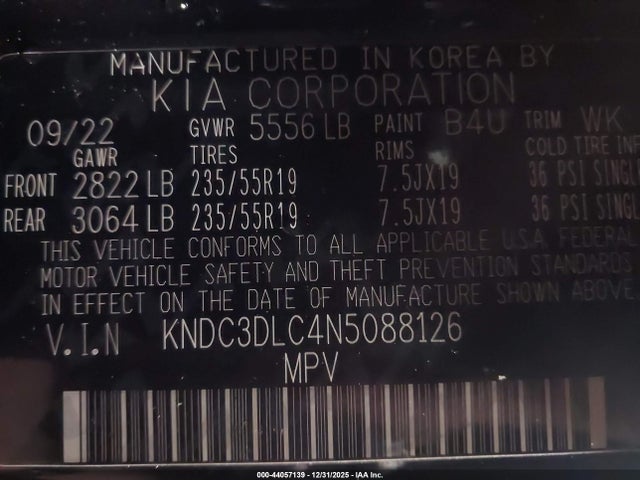 MANUFACTURED IN KOREA BY
KIA CORPORATION
09/22 GVWR 5556 LB PAINT B4U TRIM WK
GAWR TIRES RIMS COLD TIRE INF
FRONT 2822 LB 235/55R19 7.5JX19 36 PSI SINGL
REAR 3064 LB 235/55R19 7.5JX19 36 PSI SINGL
THIS VEHICLE CONFORMS TO ALL APPLICABLE U.S.A. FEDERAL
MOTOR VEHICLE SAFETY AND THEFT PREVENTION STANDARDS
IN EFFECT ON THE DATE OF MANUFACTURE SHOWN ABOVE.
V.I.N KNDC3DLC4N5088126
MPV
000-44057139 - 12/31/2025 - IAA Inc.